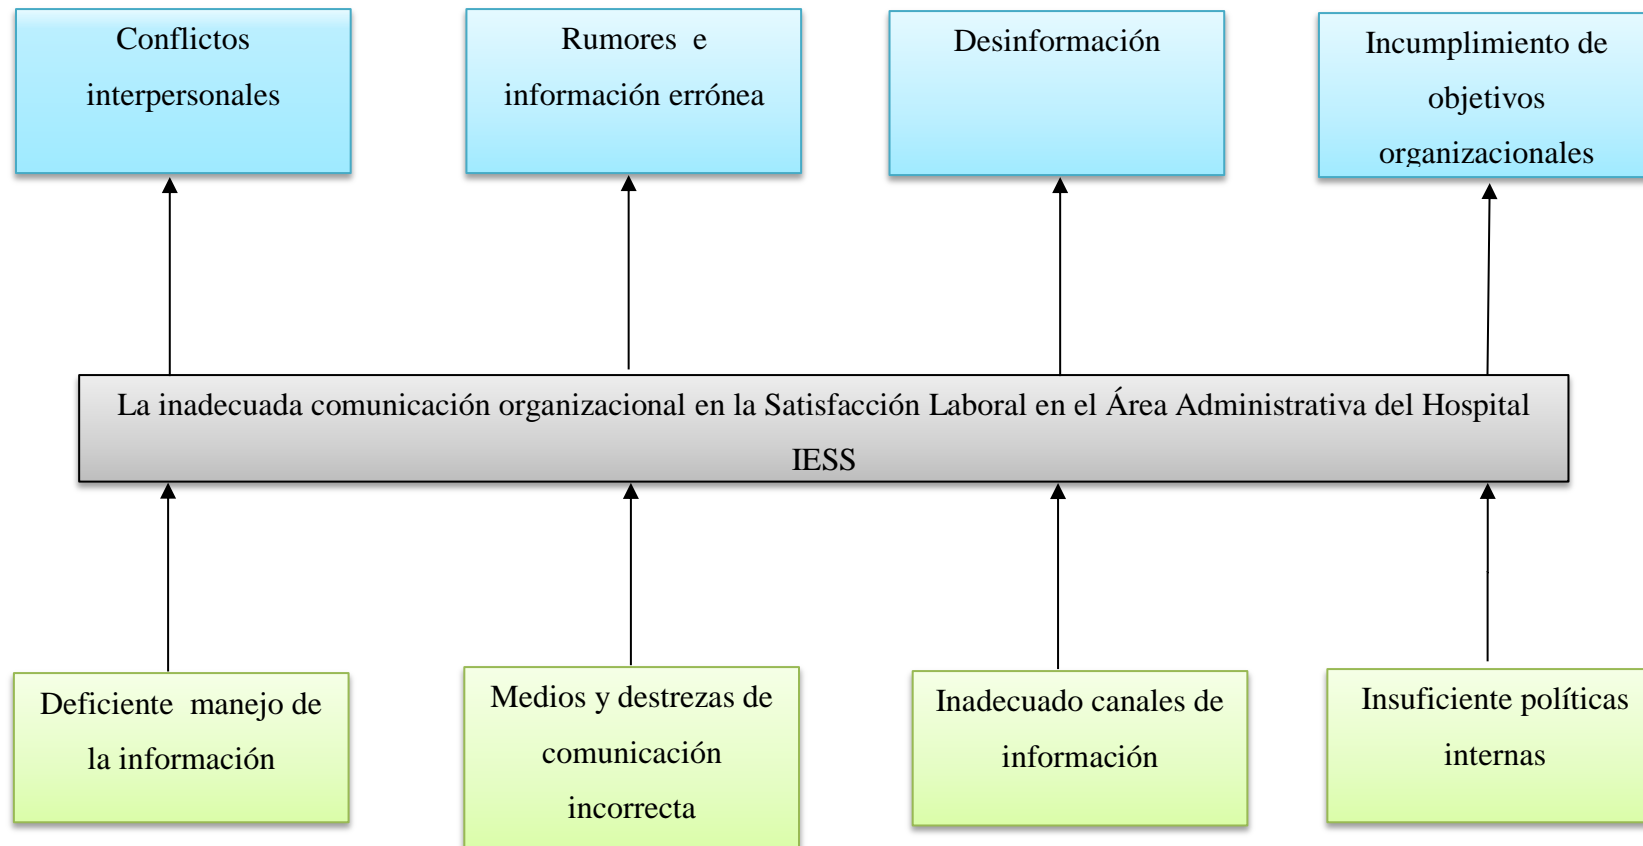 Conflictos
interpersonales
Rumores e
información errónea
Desinformación
Incumplimiento de
objetivos
organizacionales
La inadecuada comunicación organizacional en la Satisfacción Laboral en el Área Administrativa del Hospital
IESS
Deficiente manejo de
la información
Medios y destrezas de
comunicación
incorrecta
Inadecuado canales de
información
Insuficiente políticas
internas